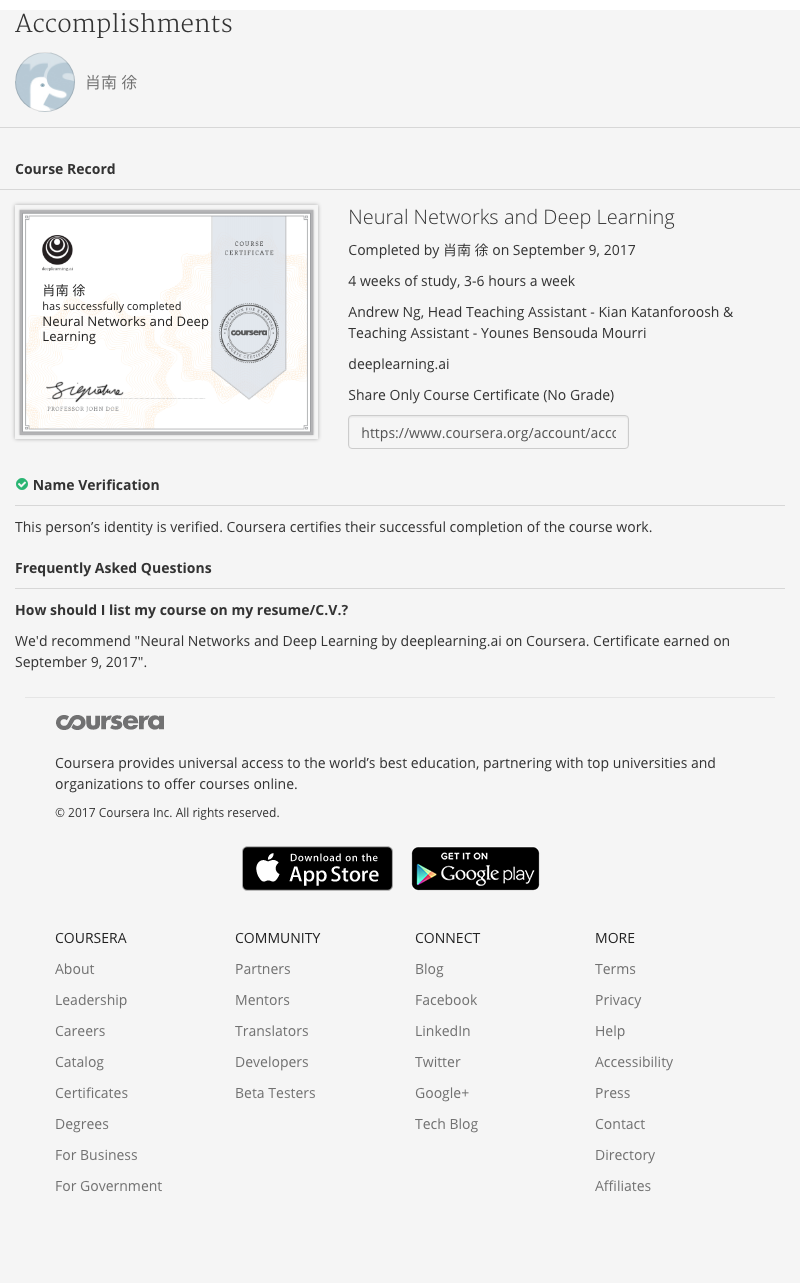 Accomplishments
肖南 徐
Course Record
deeplearning.ai
肖南 徐
has successfully completed
Neural Networks and Deep
Learning
Signature
PROFESSOR JOHN DOE
COURSE
CERTIFICATE
EDUCATION FOR EVERYONE
coursera
COURSE CERTIFICATE
Neural Networks and Deep Learning
Completed by 肖南 徐 on September 9, 2017
4 weeks of study, 3-6 hours a week
Andrew Ng, Head Teaching Assistant - Kian Katanforoosh &
Teaching Assistant - Younes Bensouda Mourri
deeplearning.ai
Share Only Course Certificate (No Grade)
https://www.coursera.org/account/acco
Name Verification
This person’s identity is verified. Coursera certifies their successful completion of the course work.
Frequently Asked Questions
How should I list my course on my resume/C.V.?
We'd recommend "Neural Networks and Deep Learning by deeplearning.ai on Coursera. Certificate earned on
September 9, 2017".
coursera
Coursera provides universal access to the world’s best education, partnering with top universities and
organizations to offer courses online.
© 2017 Coursera Inc. All rights reserved.
Download on the
App Store
GET IT ON
Google play
COURSERA
About
Leadership
Careers
Catalog
Certificates
Degrees
For Business
For Government
COMMUNITY
Partners
Mentors
Translators
Developers
Beta Testers
CONNECT
Blog
Facebook
LinkedIn
Twitter
Google+
Tech Blog
MORE
Terms
Privacy
Help
Accessibility
Press
Contact
Directory
Affiliates